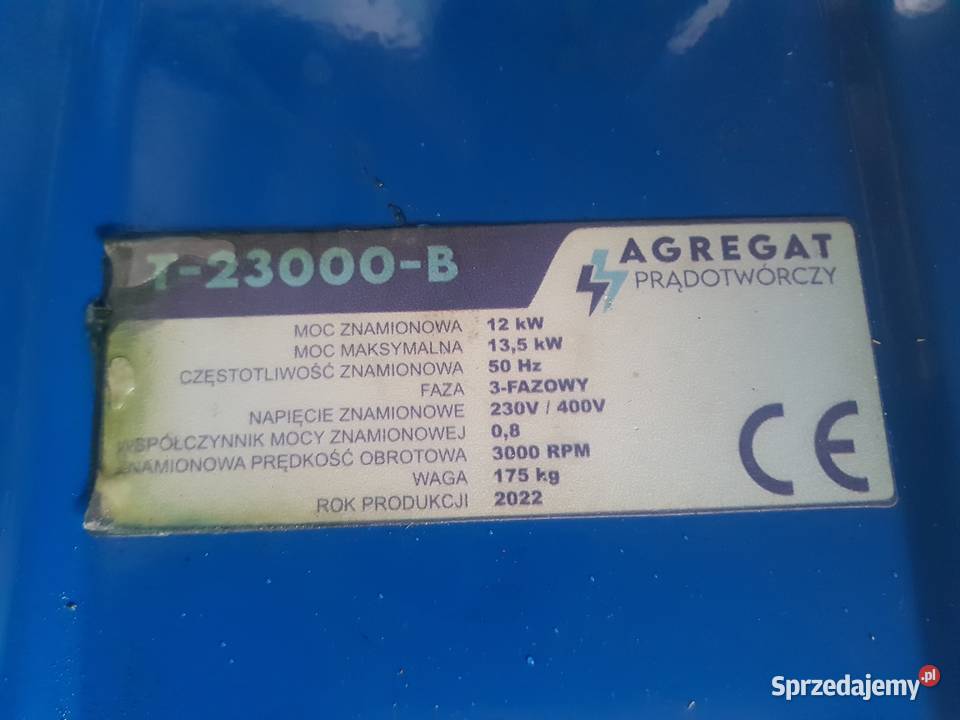 T-23000-B
AGREGAT
PRĄDOTWÓRCZY
MOC ZNAMIONOWA 12 kW
MOC MAKSYMALNA 13,5 kW
CZĘSTOTLIWOŚĆ ZNAMIONOWA 50 Hz
FAZA 3-FAZOWY
NAPIĘCIE ZNAMIONOWE 230V / 400V
WSPÓŁCZYNNIK MOCY ZNAMIONOWEJ 0,8
ZNAMIONOWA PRĘDKOŚĆ OBROTOWA 3000 RPM
WAGA 175 kg
ROK PRODUKCJI 2022
CE
Sprzedajemy.pl